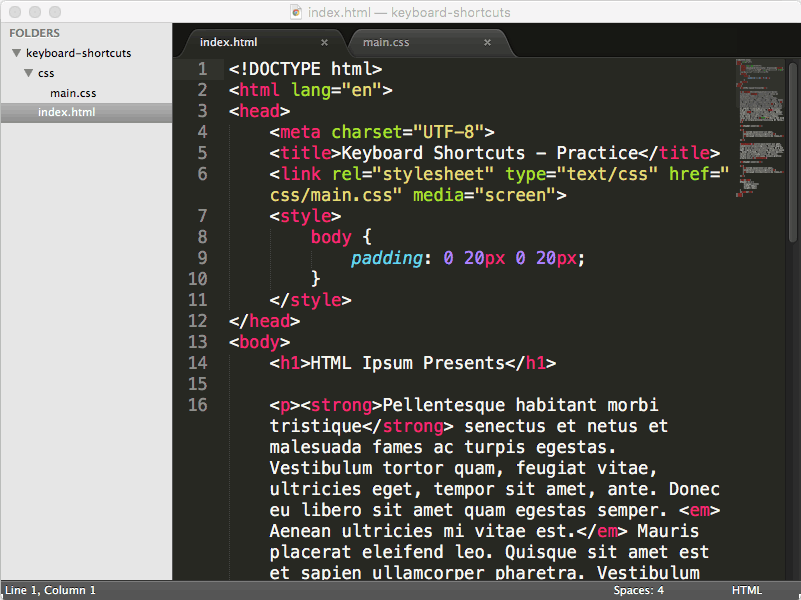 index.html — keyboard-shortcuts
FOLDERS
keyboard-shortcuts
css
main.css
index.html
index.html
main.css
1 <!DOCTYPE html>
2 <html lang="en">
3 <head>
4 <meta charset="UTF-8">
5 <title>Keyboard Shortcuts - Practice</title>
6 <link rel="stylesheet" type="text/css" href="
css/main.css" media="screen">
7 <style>
8 body {
9 padding: 0 20px 0 20px;
10 }
11 </style>
12 </head>
13 <body>
14 <h1>HTML Ipsum Presents</h1>
15
16 <p><strong>Pellentesque habitant morbi
tristique</strong> senectus et netus et
malesuada fames ac turpis egestas.
Vestibulum tortor quam, feugiat vitae,
ultricies eget, tempor sit amet, ante. Donec
eu libero sit amet quam egestas semper. <em>
Aenean ultricies mi vitae est.</em> Mauris
placerat eleifend leo. Quisque sit amet est
et sapien ullamcorper pharetra. Vestibulum
Line 1, Column 1
Spaces: 4
HTML